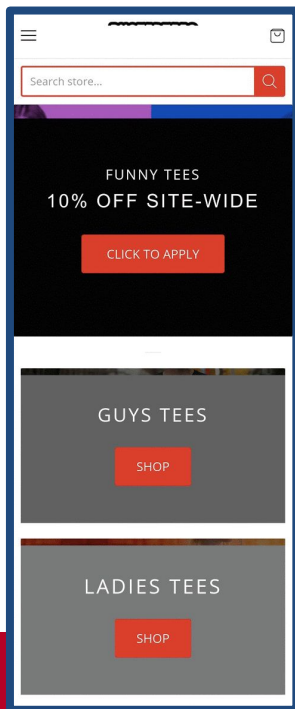 Search store...
FUNNY TEES
10% OFF SITE-WIDE
CLICK TO APPLY
GUYS TEES
SHOP
LADIES TEES
SHOP